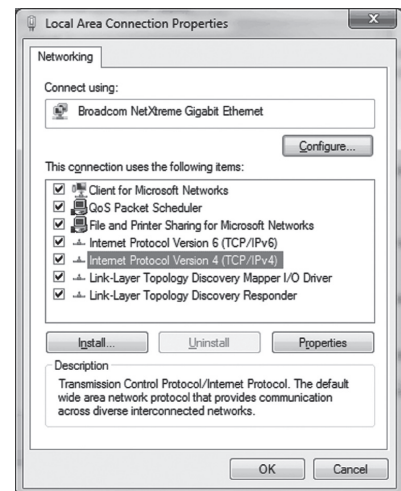 Local Area Connection Properties
Networking
Connect using:
Broadcom NetXtreme Gigabit Ethernet
Configure...
This connection uses the following items:
Client for Microsoft Networks
QoS Packet Scheduler
File and Printer Sharing for Microsoft Networks
Internet Protocol Version 6 (TCP/IPv6)
Internet Protocol Version 4 (TCP/IPv4)
Link-Layer Topology Discovery Mapper I/O Driver
Link-Layer Topology Discovery Responder
Install... Uninstall Properties
Description
Transmission Control Protocol/Internet Protocol. The default
wide area network protocol that provides communication
across diverse interconnected networks.
OK Cancel